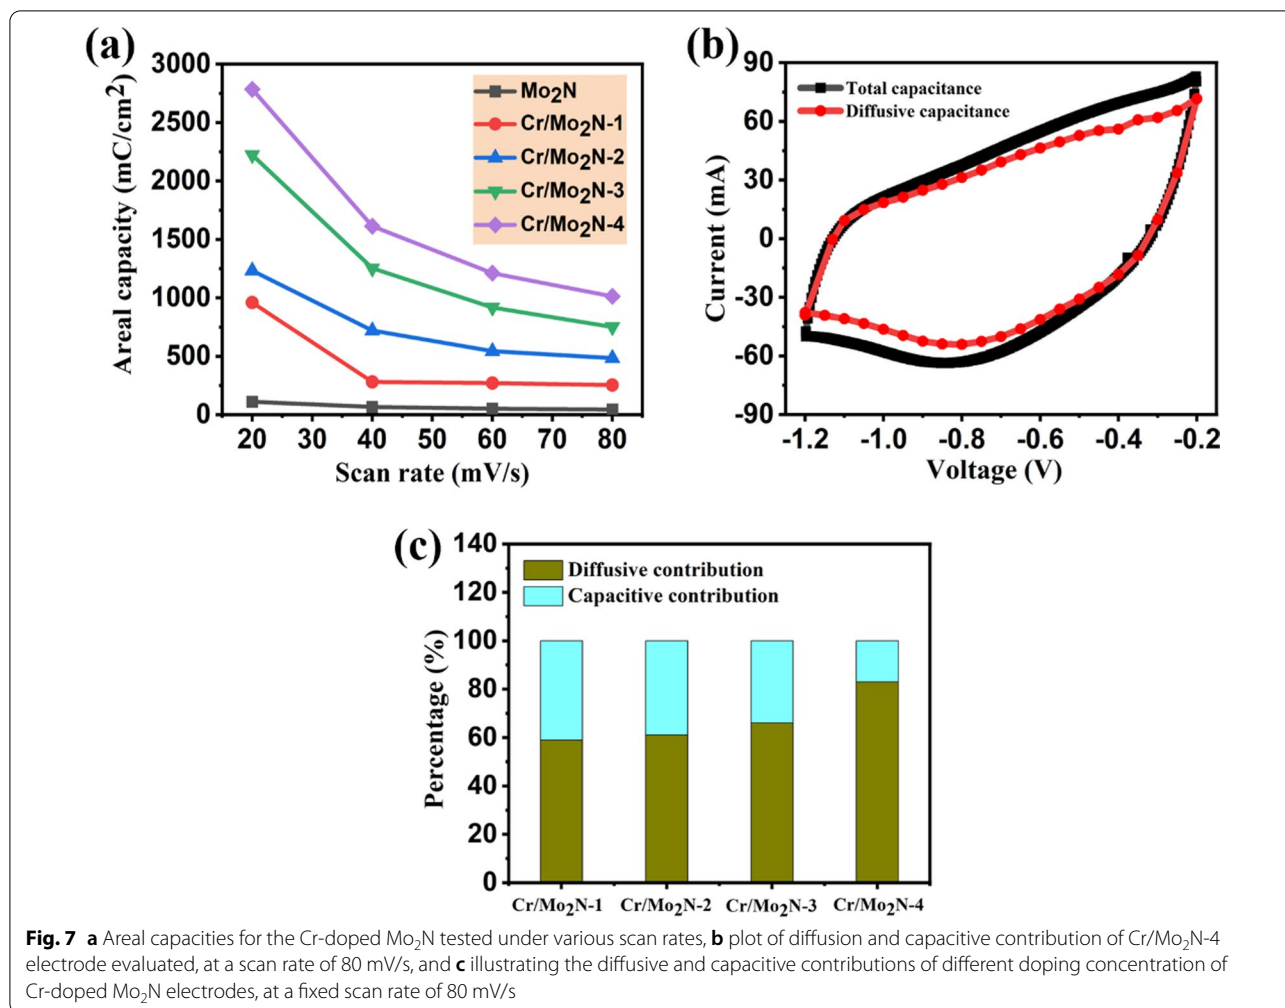 (a)
3000
2500
2000
1500
1000
500
0
Areal capacity (mC/cm²)
Mo₂N
Cr/Mo₂N-1
Cr/Mo₂N-2
Cr/Mo₂N-3
Cr/Mo₂N-4
20 30 40 50 60 70 80
Scan rate (mV/s)
(b)
90
60
30
0
-30
-60
-90
Current (mA)
Total capacitance
Diffusive capacitance
-1.2 -1.0 -0.8 -0.6 -0.4 -0.2
Voltage (V)
(c)
140
120
100
80
60
40
20
0
Percentage (%)
Diffusive contribution
Capacitive contribution
Cr/Mo₂N-1 Cr/Mo₂N-2 Cr/Mo₂N-3 Cr/Mo₂N-4
Fig. 7 a Areal capacities for the Cr-doped Mo₂N tested under various scan rates, b plot of diffusion and capacitive contribution of Cr/Mo₂N-4
electrode evaluated, at a scan rate of 80 mV/s, and c illustrating the diffusive and capacitive contributions of different doping concentration of
Cr-doped Mo₂N electrodes, at a fixed scan rate of 80 mV/s